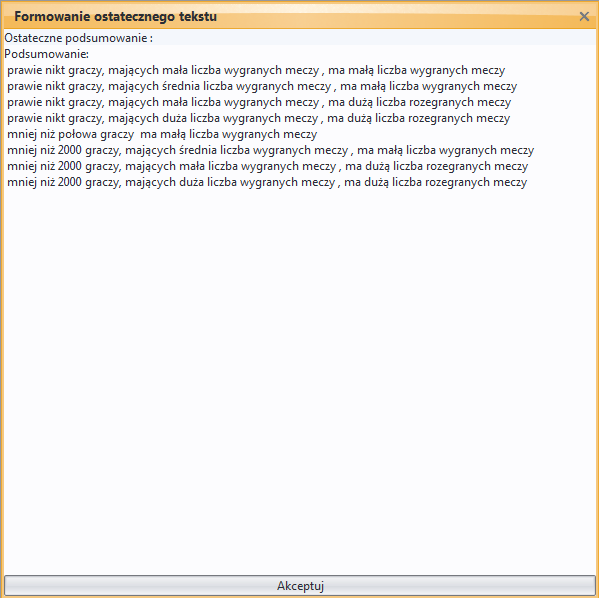 Formowanie ostatecznego tekstu
Ostateczne podsumowanie :
Podsumowanie:
prawie nikt graczy, mających mała liczba wygranych meczy , ma małą liczba wygranych meczy
prawie nikt graczy, mających średnia liczba wygranych meczy , ma małą liczba wygranych meczy
prawie nikt graczy, mających mała liczba wygranych meczy , ma dużą liczba rozegranych meczy
prawie nikt graczy, mających duża liczba wygranych meczy , ma dużą liczba rozegranych meczy
mniej niż połowa graczy  ma małą liczba wygranych meczy
mniej niż 2000 graczy, mających średnia liczba wygranych meczy , ma małą liczba wygranych meczy
mniej niż 2000 graczy, mających mała liczba wygranych meczy , ma dużą liczba rozegranych meczy
mniej niż 2000 graczy, mających duża liczba wygranych meczy , ma dużą liczba rozegranych meczy
Akceptuj